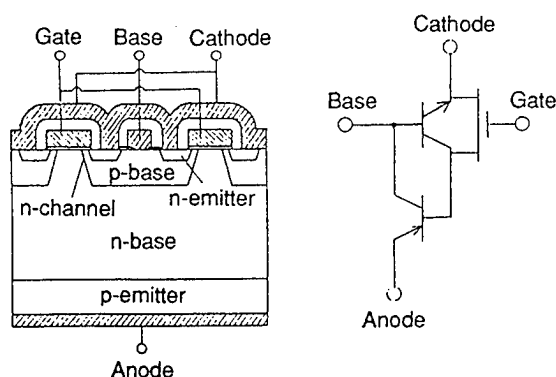 Gate Base Cathode
p-base
n-channel
n-emitter
n-base
p-emitter
Anode
Cathode
Base
Gate
Anode